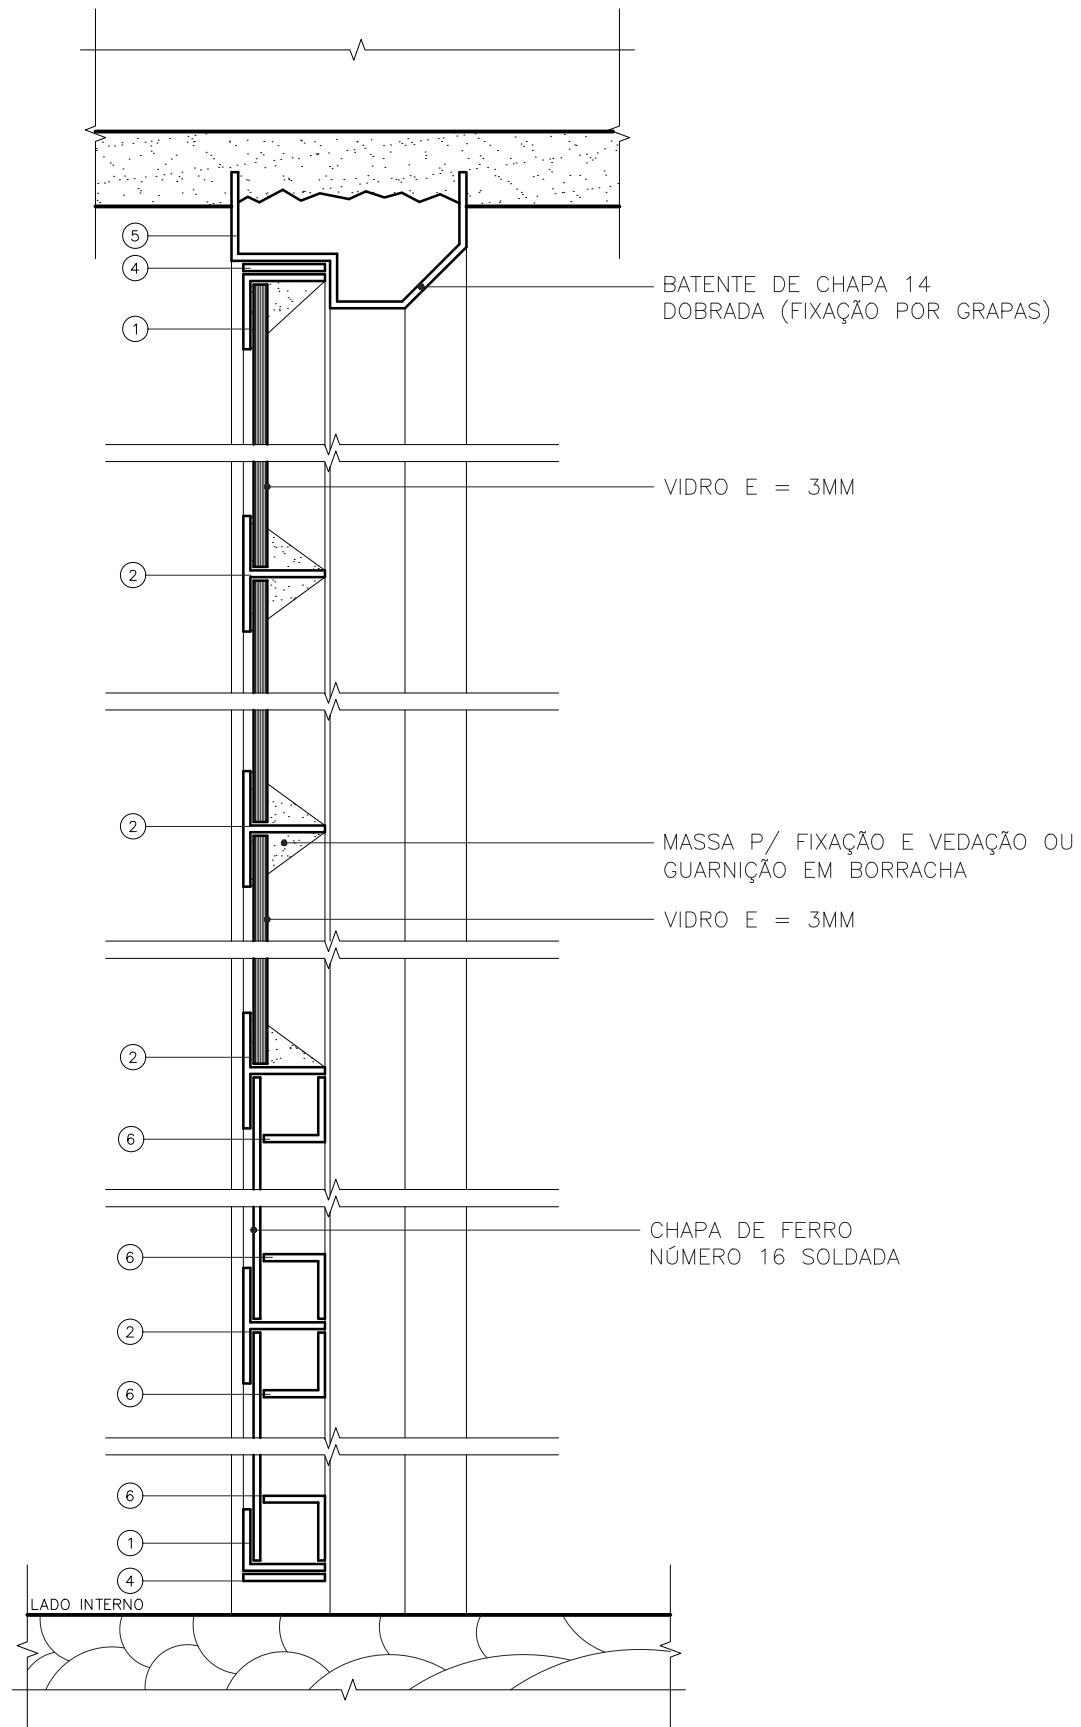 5
4
BATENTE DE CHAPA 14
DOBRADA (FIXAÇÃO POR GRAPAS)
1
VIDRO E = 3MM
2
2
MASSA P/ FIXAÇÃO E VEDAÇÃO OU
GUARNIÇÃO EM BORRACHA
VIDRO E = 3MM
2
6
CHAPA DE FERRO
NÚMERO 16 SOLDADA
6
2
6
6
1
4
LADO INTERNO